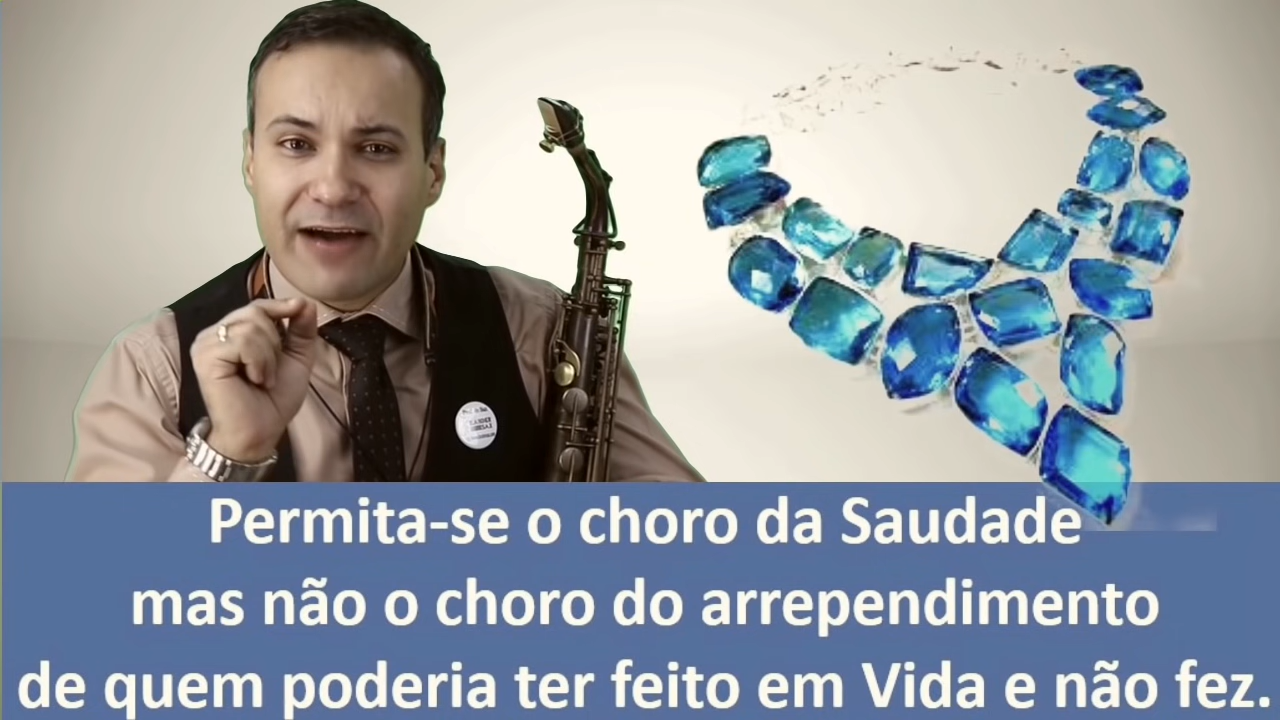 Permita-se o choro da Saudade
mas não o choro do arrependimento
de quem poderia ter feito em Vida e não fez.